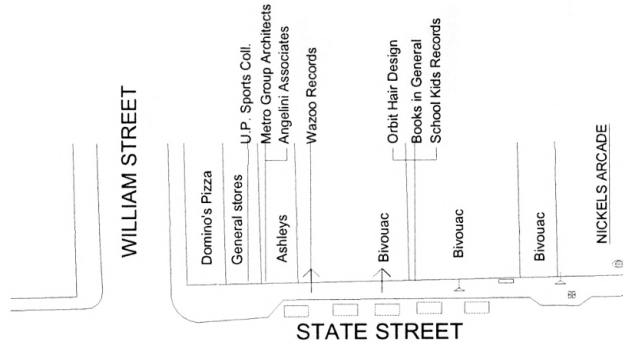 WILLIAM STREET
Domino's Pizza
General stores
U.P. Sports Coll.
Metro Group Architects
Angelini Associates
Ashleys
Wazoo Records
Bivouac
Orbit Hair Design
Books in General
School Kids Records
Bivouac
Bivouac
NICKELS ARCADE
STATE STREET